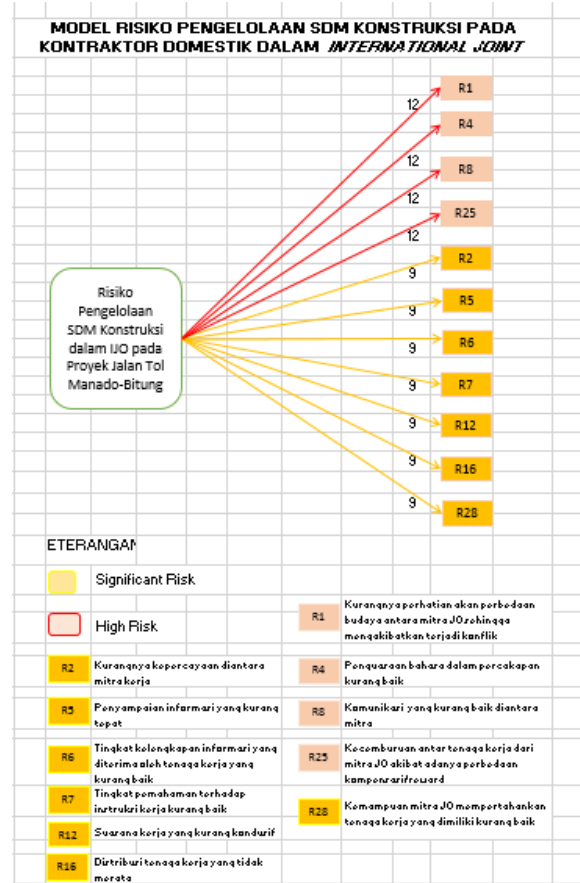 MODEL RISIKO PENGELOLAAN SDM KONSTRUKSI PADA
KONTRAKTOR DOMESTIK DALAM INTERNATIONAL JOINT
R1
12
R4
12
R8
12
R25
12
R2
9
R5
9
R6
9
R7
9
R12
9
R16
9
R28
9
Risiko
Pengelolaan
SDM Konstruksi
dalam IJO pada
Proyek Jalan Tol
Manado-Bitung
ETERANGAN
Significant Risk
High Risk
R1
Kurangnya perhatian akan perbedaan
budaya antara mitra JO sehingga
mengakibatkan terjadi konflik
R2
Kurangnya kepercayaan diantara
mitra kerja
R4
Penguasaan bahasa dalam percakapan
kurang baik
R5
Penyampaian informasi yang kurang
tepat
R8
Komunikasi yang kurang baik diantara
mitra
R6
Tingkat kelengkapan informasi yang
diterima oleh tenaga kerja yang
kurang baik
R25
Kecemburuan antar tenaga kerja dari
mitra JO akibat adanya perbedaan
kompensasi/reward
R7
Tingkat pemahaman terhadap
instruksi kerja kurang baik
R28
Kemampuan mitra JO mempertahankan
tenaga kerja yang dimiliki kurang baik
R12
Suasana kerja yang kurang kondusif
R16
Distribusi tenaga kerja yang tidak
merata